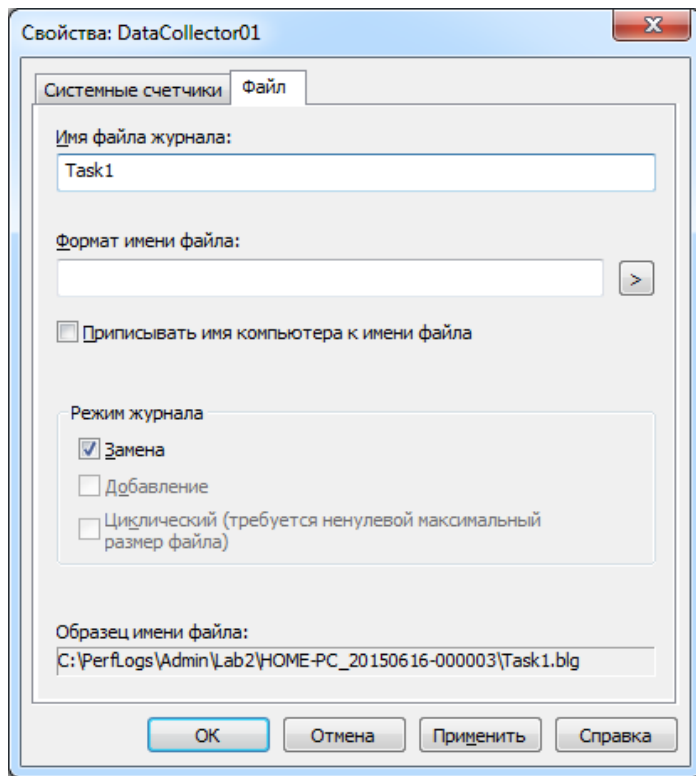 Свойства: DataCollector01
Системные счетчики
Файл
Имя файла журнала:
Task1
Формат имени файла:
>
Приписывать имя компьютера к имени файла
Режим журнала
Замена
Добавление
Циклический (требуется ненулевой максимальный
размер файла)
Образец имени файла:
C:\PerfLogs\Admin\Lab2\HOME-PC_20150616-000003\Task1.blg
ОК
Отмена
Применить
Справка